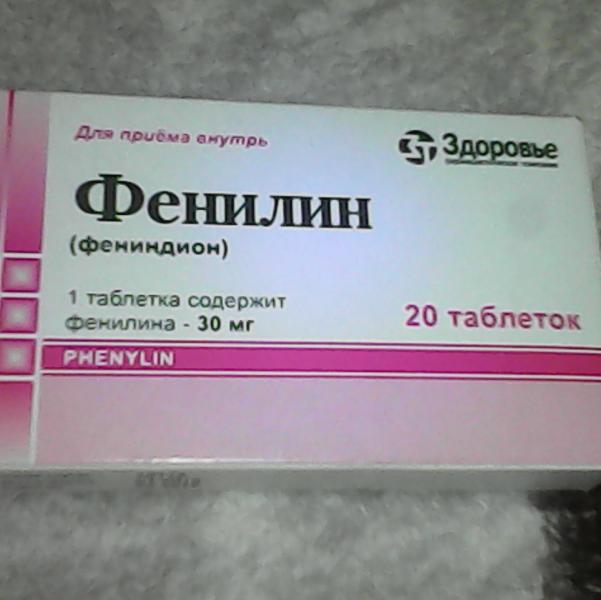 Для приёма внутрь
Здоровье
Фенилин
(фениндион)
1 таблетка содержит
фенилина - 30 мг
20 таблеток
PHENYLIN